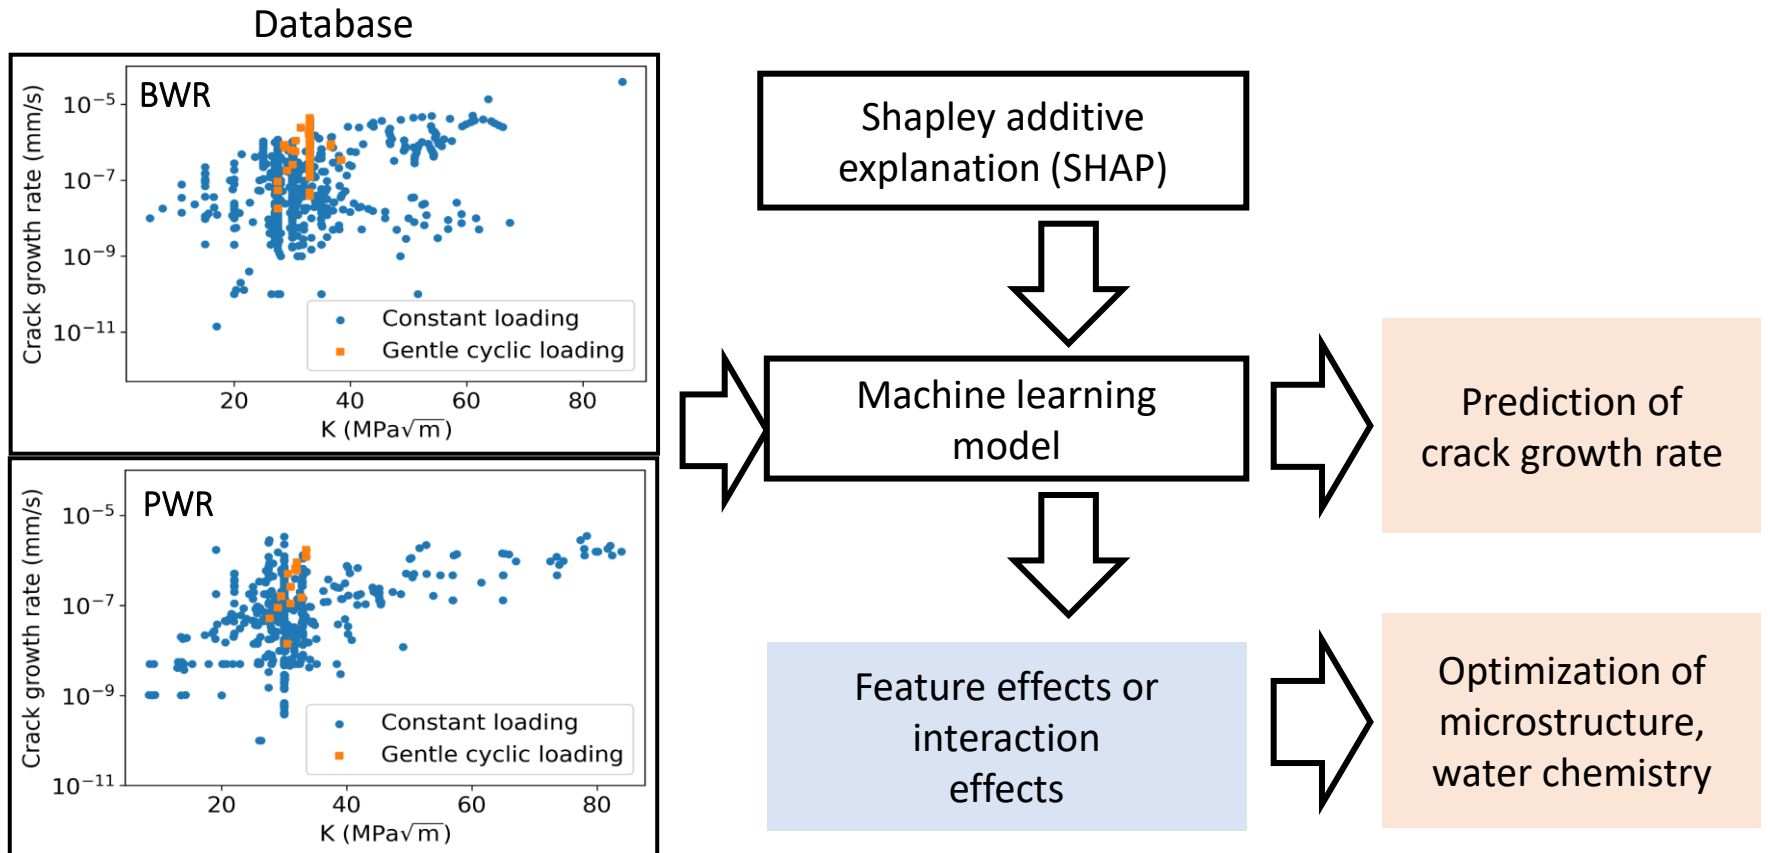 Database
BWR
Crack growth rate (mm/s)
10⁻⁵
10⁻⁷
10⁻⁹
10⁻¹¹
Constant loading
Gentle cyclic loading
20 40 60 80
K (MPa√m)
PWR
Crack growth rate (mm/s)
10⁻⁵
10⁻⁷
10⁻⁹
10⁻¹¹
Constant loading
Gentle cyclic loading
20 40 60 80
K (MPa√m)
Shapley additive
explanation (SHAP)
Machine learning
model
Prediction of
crack growth rate
Feature effects or
interaction
effects
Optimization of
microstructure,
water chemistry